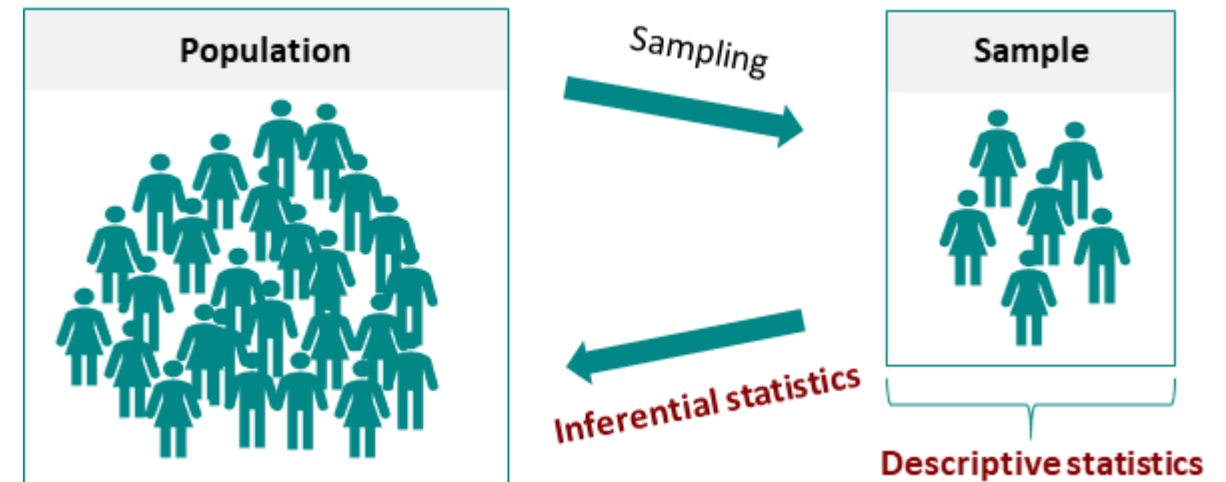 Population
Sampling
Sample
Inferential statistics
Descriptive statistics